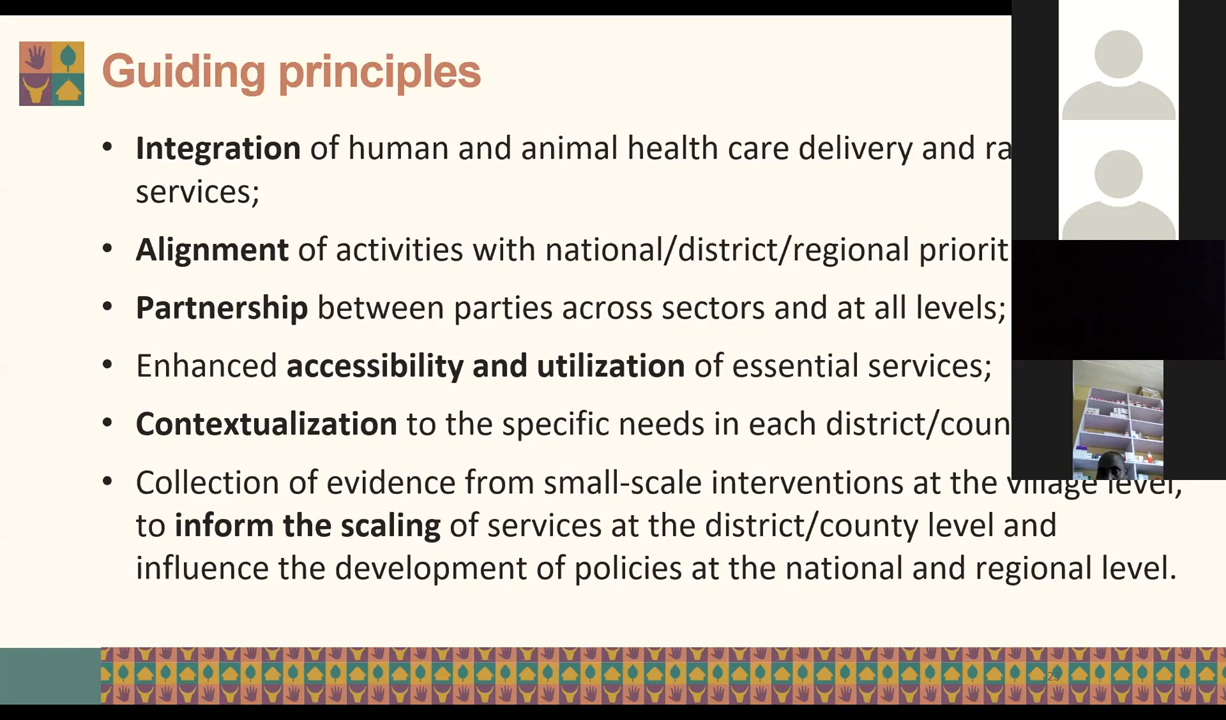 Guiding principles
• Integration of human and animal health care delivery and
services;
• Alignment of activities with national/district/regional
• Partnership between parties across sectors and at all levels;
• Enhanced accessibility and utilization of essential services;
• Contextualization to the specific needs in each
• Collection of evidence from small-scale interventions at the village level,
to inform the scaling of services at the district/county level and
influence the development of policies at the national and regional level.